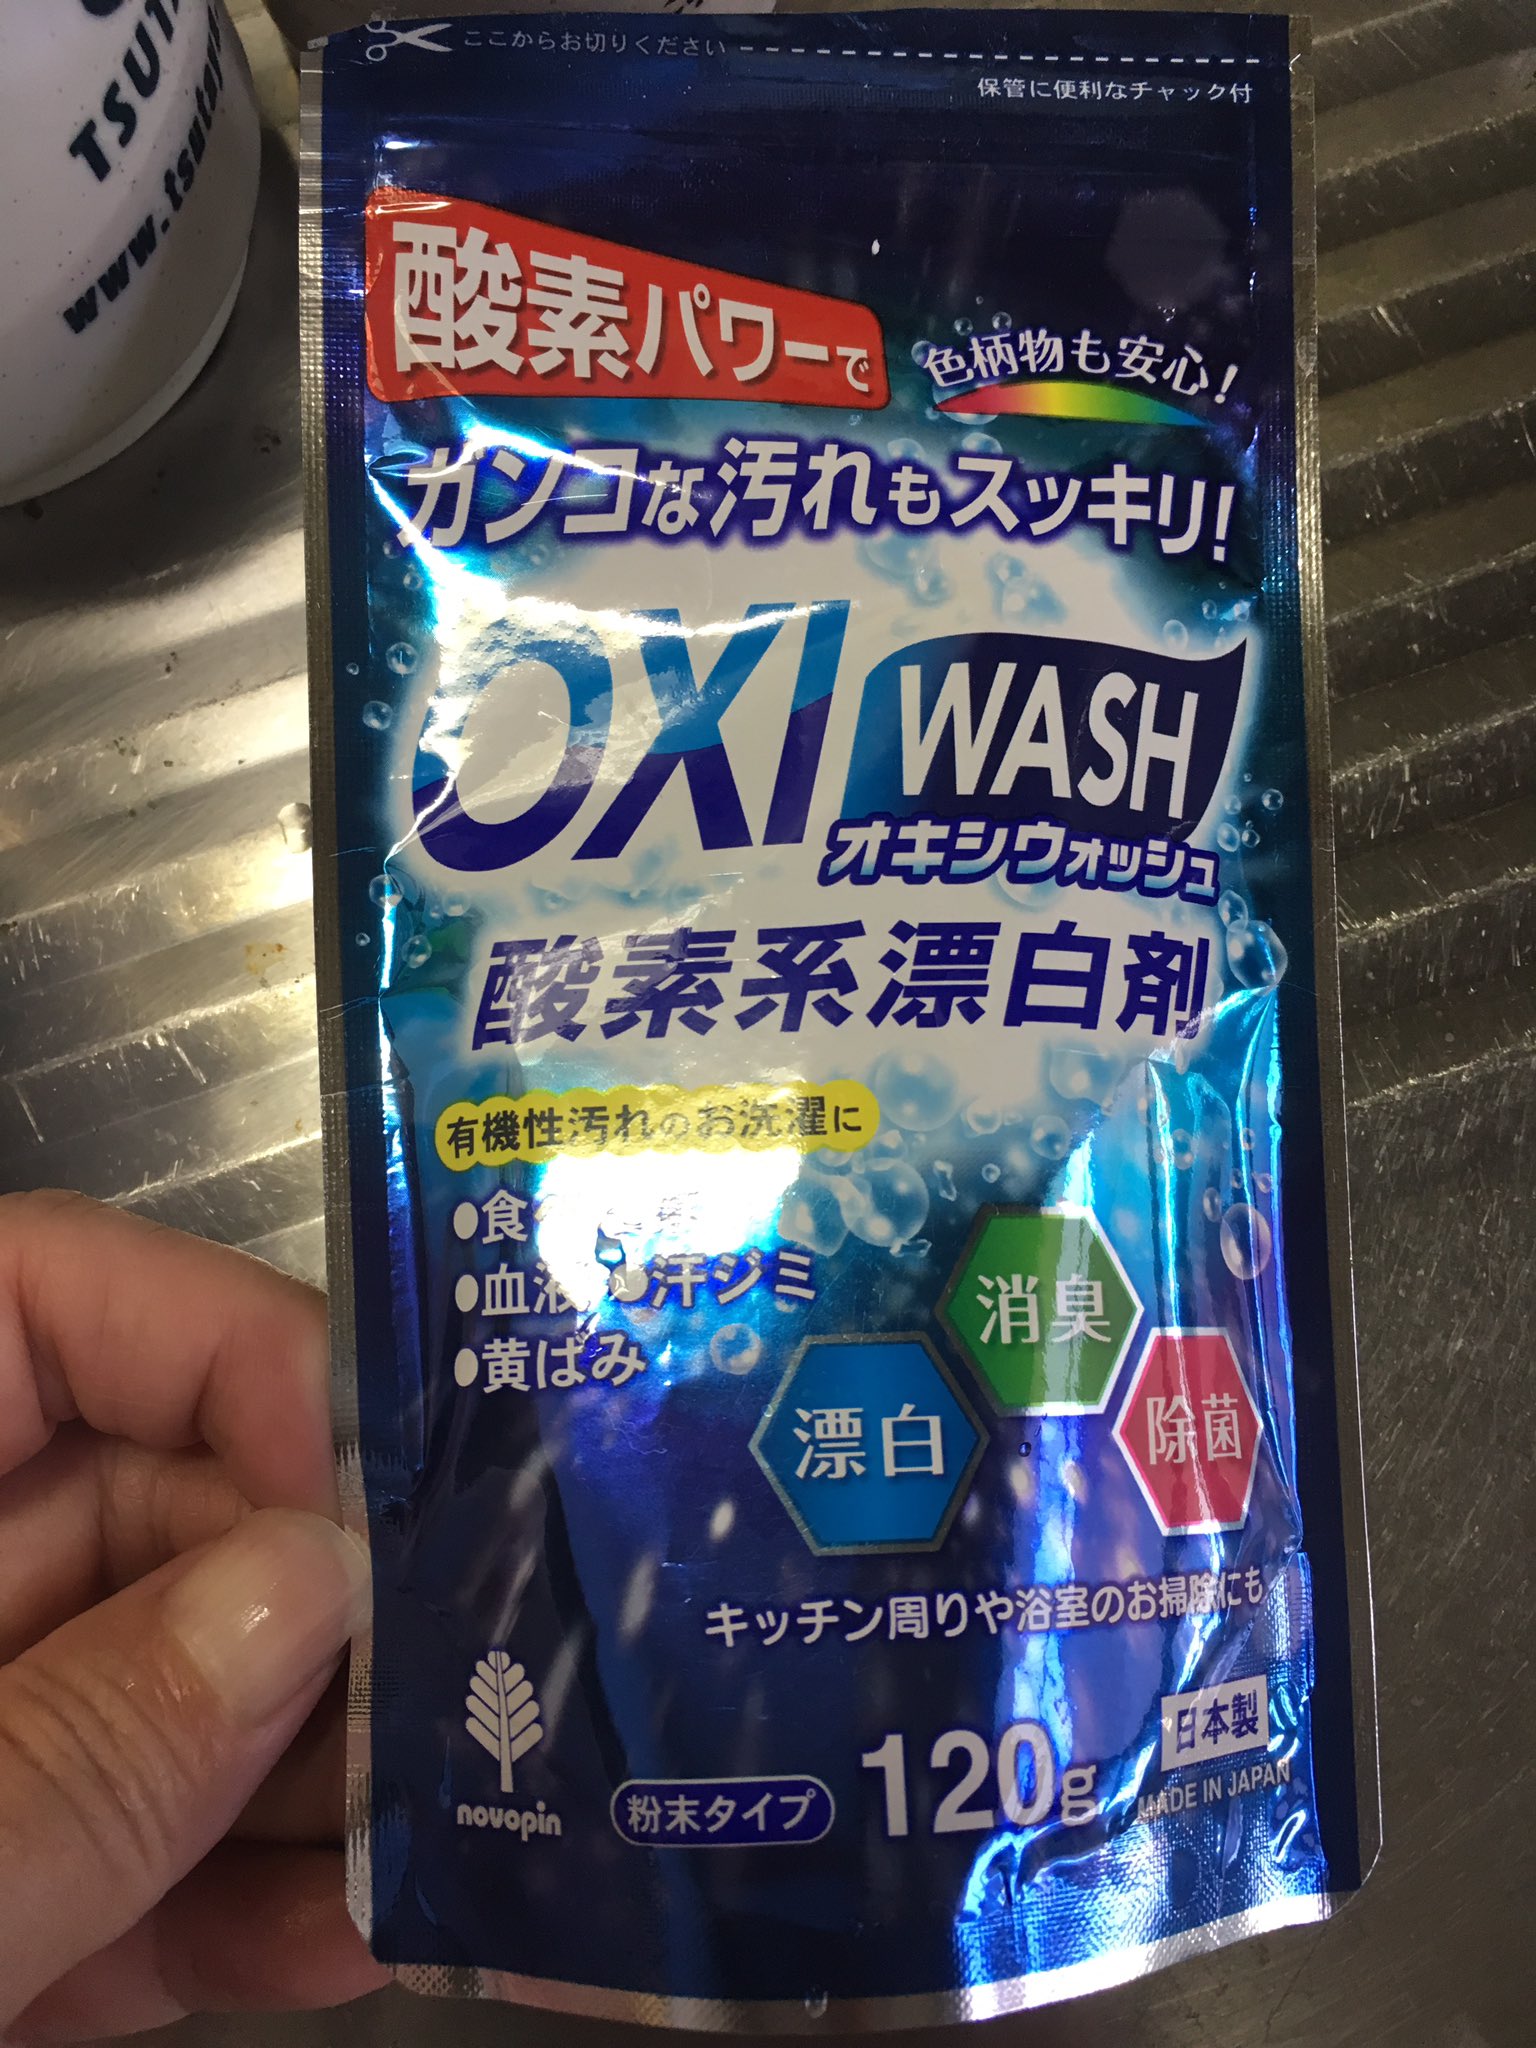 TSUT
www.tsuta
ここからお切りください
保管に便利なチャック付
酸素パワーで
色柄物も安心!
ガンコな汚れもスッキリ!
OXI WASH
オキシウォッシュ
酸素系漂白剤
有機性汚れのお洗濯に
●食
●血液 ●汗ジミ
●黄ばみ
消臭
漂白
除菌
キッチン周りや浴室のお掃除にも
novopin
粉末タイプ
120g
日本製
MADE IN JAPAN